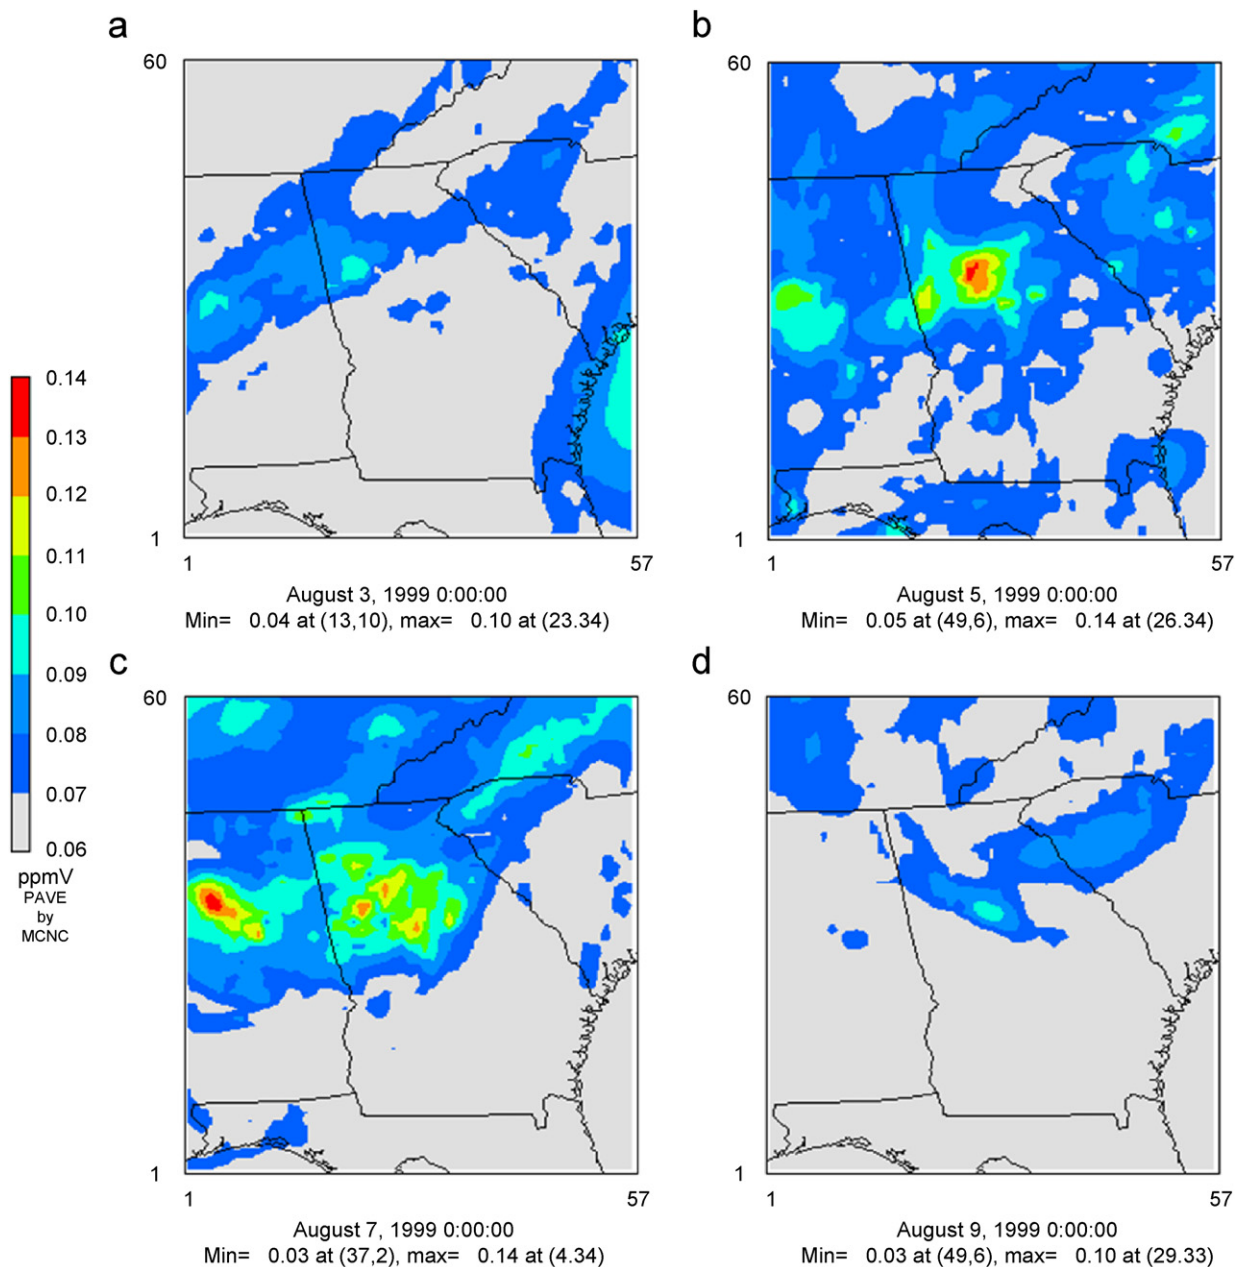 a
60
1
1
57
August 3, 1999 0:00:00
Min= 0.04 at (13,10), max= 0.10 at (23.34)
b
60
1
1
57
August 5, 1999 0:00:00
Min= 0.05 at (49,6), max= 0.14 at (26.34)
0.14
0.13
0.12
0.11
0.10
0.09
0.08
0.07
0.06
ppmV
PAVE
by
MCNC
c
60
1
1
57
August 7, 1999 0:00:00
Min= 0.03 at (37,2), max= 0.14 at (4.34)
d
60
1
1
57
August 9, 1999 0:00:00
Min= 0.03 at (49,6), max= 0.10 at (29.33)